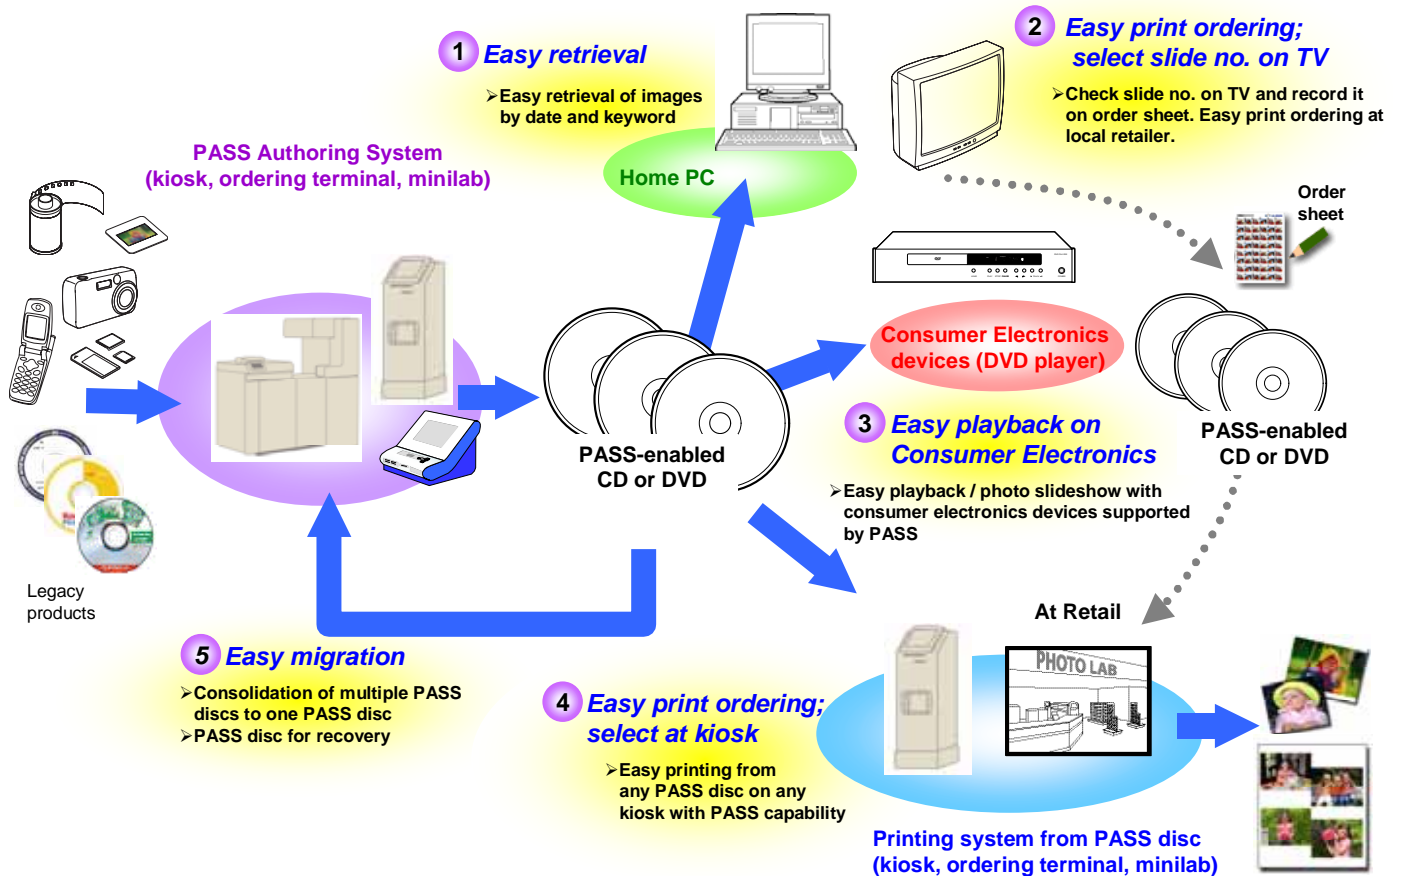 1 Easy retrieval
➢Easy retrieval of images
by date and keyword
2 Easy print ordering;
select slide no. on TV
➢Check slide no. on TV and record it
on order sheet. Easy print ordering at
local retailer.
PASS Authoring System
(kiosk, ordering terminal, minilab)
Home PC
Order
sheet
Consumer Electronics
devices (DVD player)
3 Easy playback on
Consumer Electronics
➢Easy playback / photo slideshow with
consumer electronics devices supported
by PASS
PASS-enabled
CD or DVD
PASS-enabled
CD or DVD
Legacy
products
At Retail
PHOTO LAB
5 Easy migration
➢Consolidation of multiple PASS
discs to one PASS disc
➢PASS disc for recovery
4 Easy print ordering;
select at kiosk
➢Easy printing from
any PASS disc on any
kiosk with PASS capability
Printing system from PASS disc
(kiosk, ordering terminal, minilab)